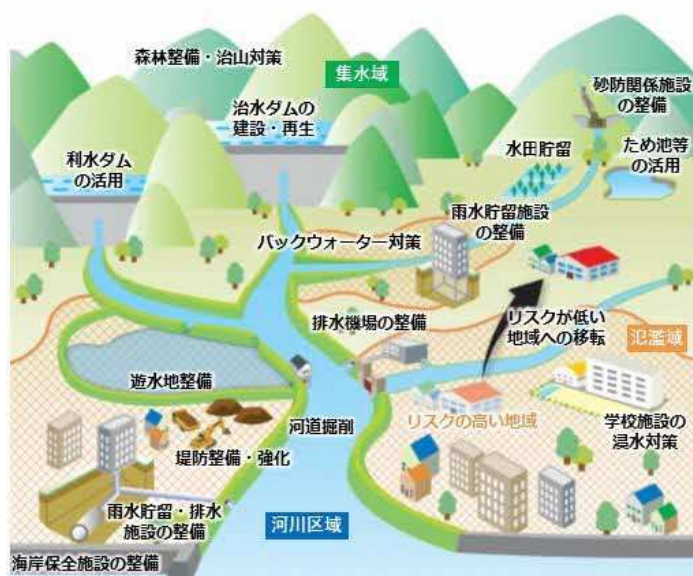 森林整備・治山対策
集水域
砂防関係施設
の整備
治水ダムの
建設・再生
水田貯留
ため池等
の活用
利水ダム
の活用
雨水貯留施設
の整備
バックウォーター対策
排水機場の整備
リスクが低い
地域への移転
氾濫域
遊水地整備
河道掘削
リスクの高い地域
学校施設の
浸水対策
堤防整備・強化
雨水貯留・排水
施設の整備
河川区域
海岸保全施設の整備